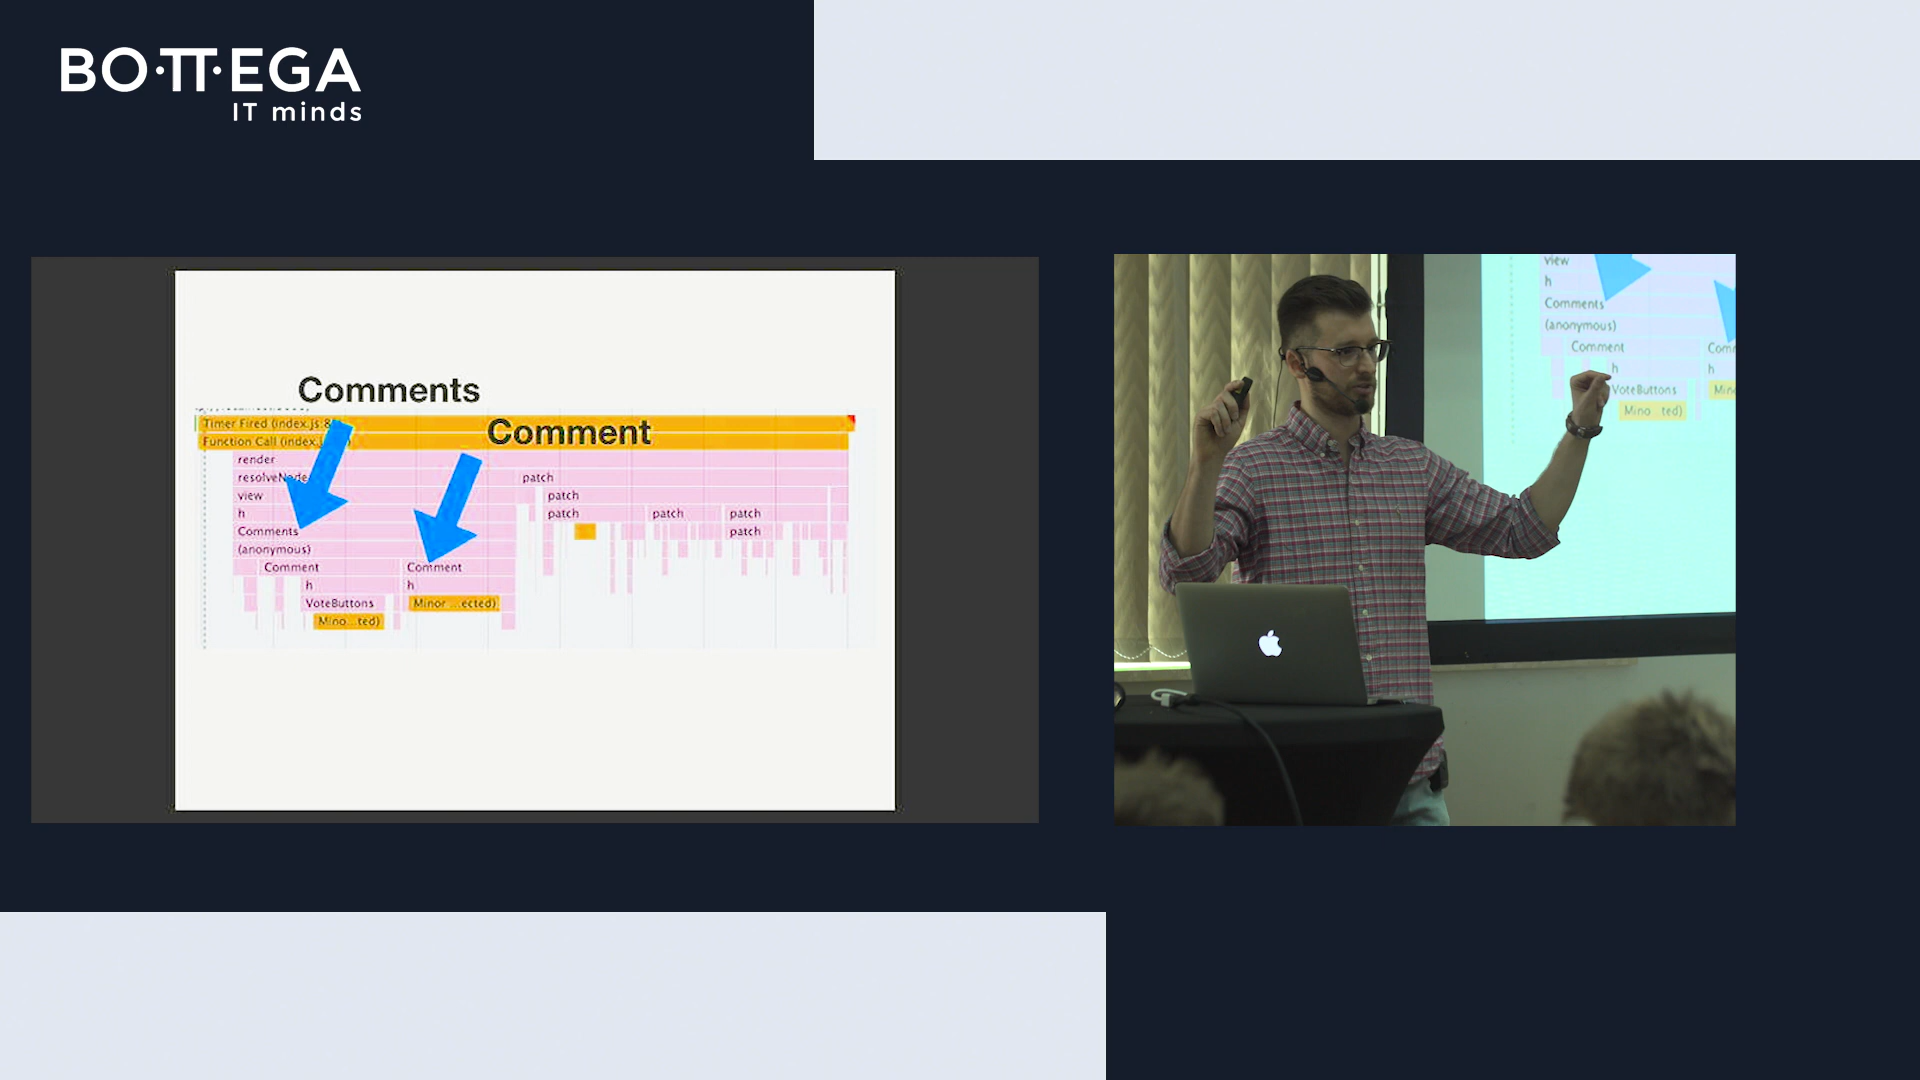 BO·TT·EGA
IT minds
Comments
Comment
Timer Fired (index.js:8
Function Call (index.j
render
resolveNode
patch
view
patch
h
patch
patch
patch
Comments
patch
(anonymous)
Comment
Comment
h
h
VoteButtons
Minor ...ected)
Mino...ted)
view
h
Comments
(anonymous)
Comment
Com
h
h
VoteButtons
Min
Mino...ted)